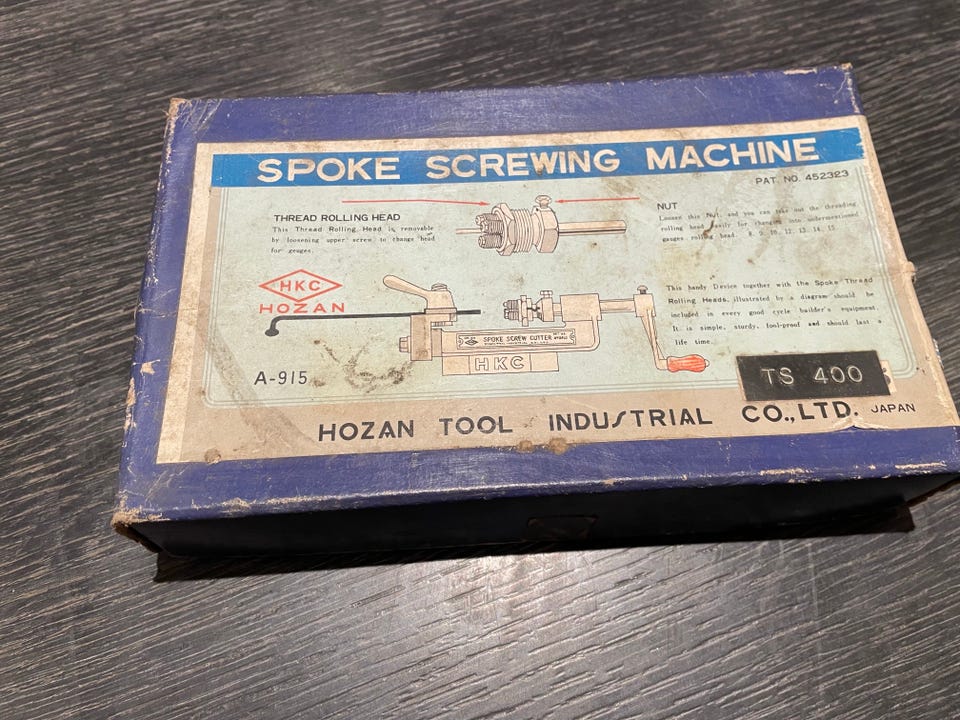 SPOKE SCREWING MACHINE
PAT. NO. 452323
THREAD ROLLING HEAD
This Thread Rolling Head is removable
by loosening upper screw to change head
for geuges.
NUT
Loosen this Nut, and you can take out the threading
rolling head easily for changing into undermentioned
gauges rolling head. 8, 9, 10, 12, 13, 14, 15
HKC
HOZAN
This handy Device together with the Spoke Thread
Rolling Heads, illustrated by a diagram should be
included in every good cycle builder's equipment.
It is simple, sturdy, fool-proof and should last a
life time.
SPOKE SCREW CUTTER
HKC
A-915
TS 400
HOZAN TOOL INDUSTRIAL CO.,LTD. JAPAN